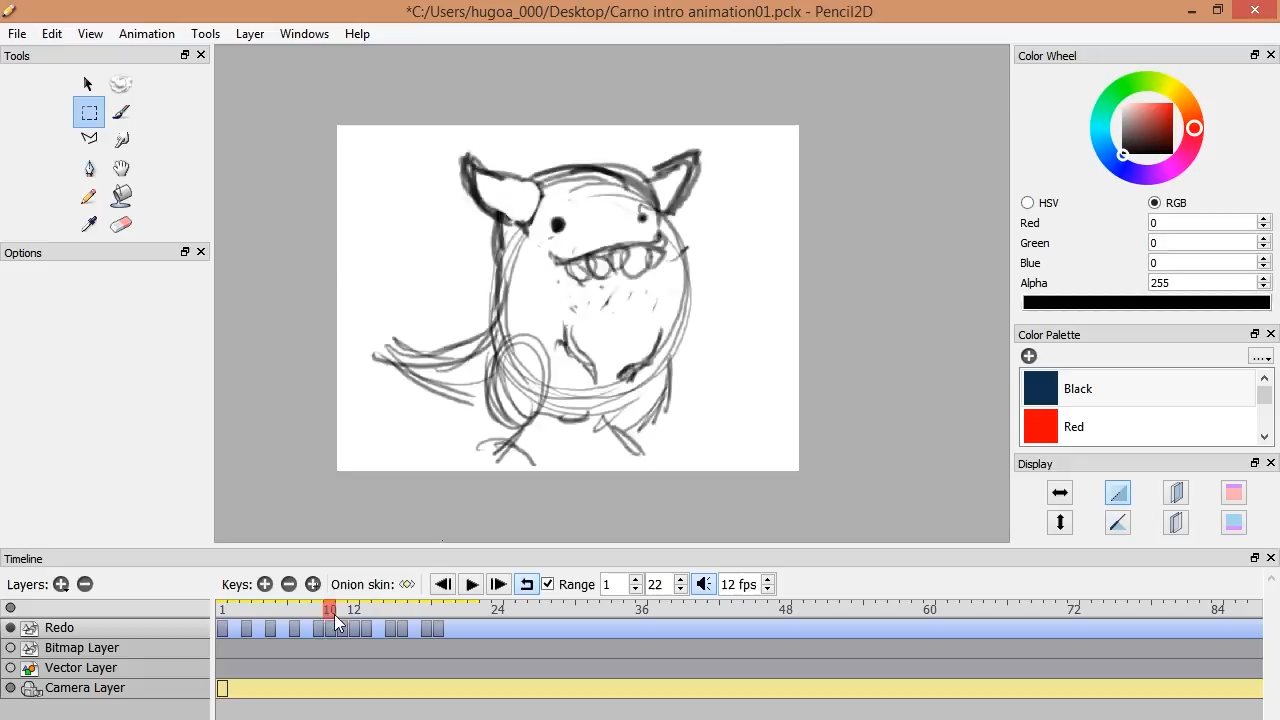 *C:/Users/hugoa_000/Desktop/Carno intro animation01.pclx - Pencil2D
File Edit View Animation Tools Layer Windows Help
Tools
Options
Color Wheel
HSV RGB
Red 0
Green 0
Blue 0
Alpha 255
Color Palette
...
Black
Red
Display
Timeline
Layers: Keys: Onion skin: Range 1 22 12 fps
1 10 12 24 36 48 60 72 84
Redo
Bitmap Layer
Vector Layer
Camera Layer